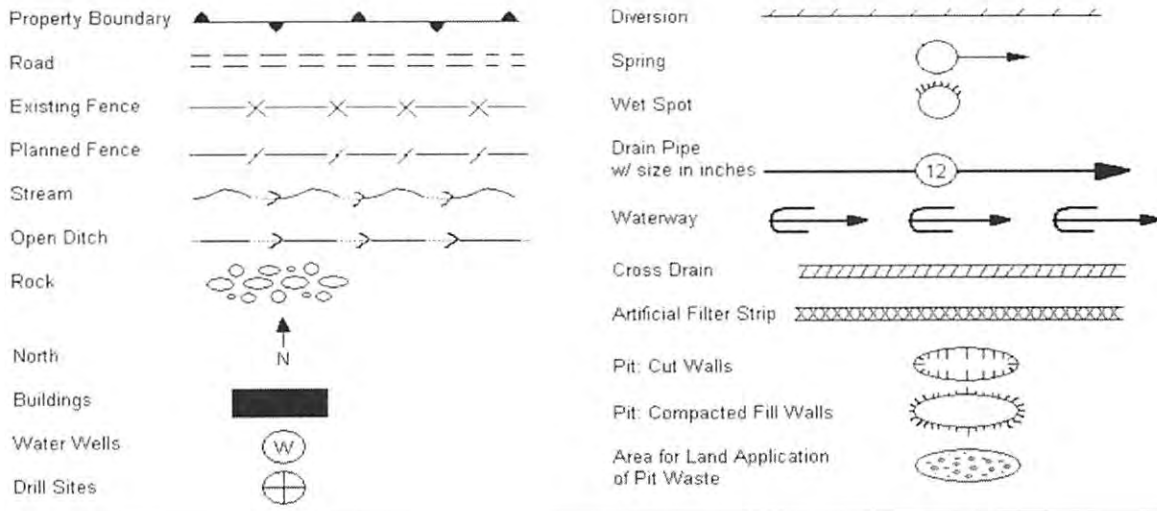 Property Boundary
Road
Existing Fence
Planned Fence
Stream
Open Ditch
Rock
North
N
Buildings
Water Wells
W
Drill Sites
Diversion
Spring
Wet Spot
Drain Pipe
w/ size in inches
12
Waterway
Cross Drain
Artificial Filter Strip
Pit: Cut Walls
Pit: Compacted Fill Walls
Area for Land Application
of Pit Waste